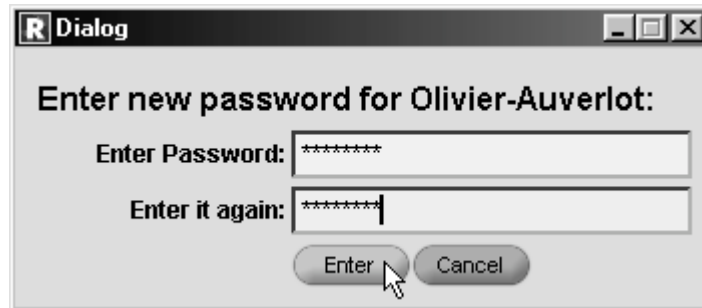 R Dialog
Enter new password for Olivier-Auverlot:
Enter Password: ********
Enter it again: ********
Enter Cancel